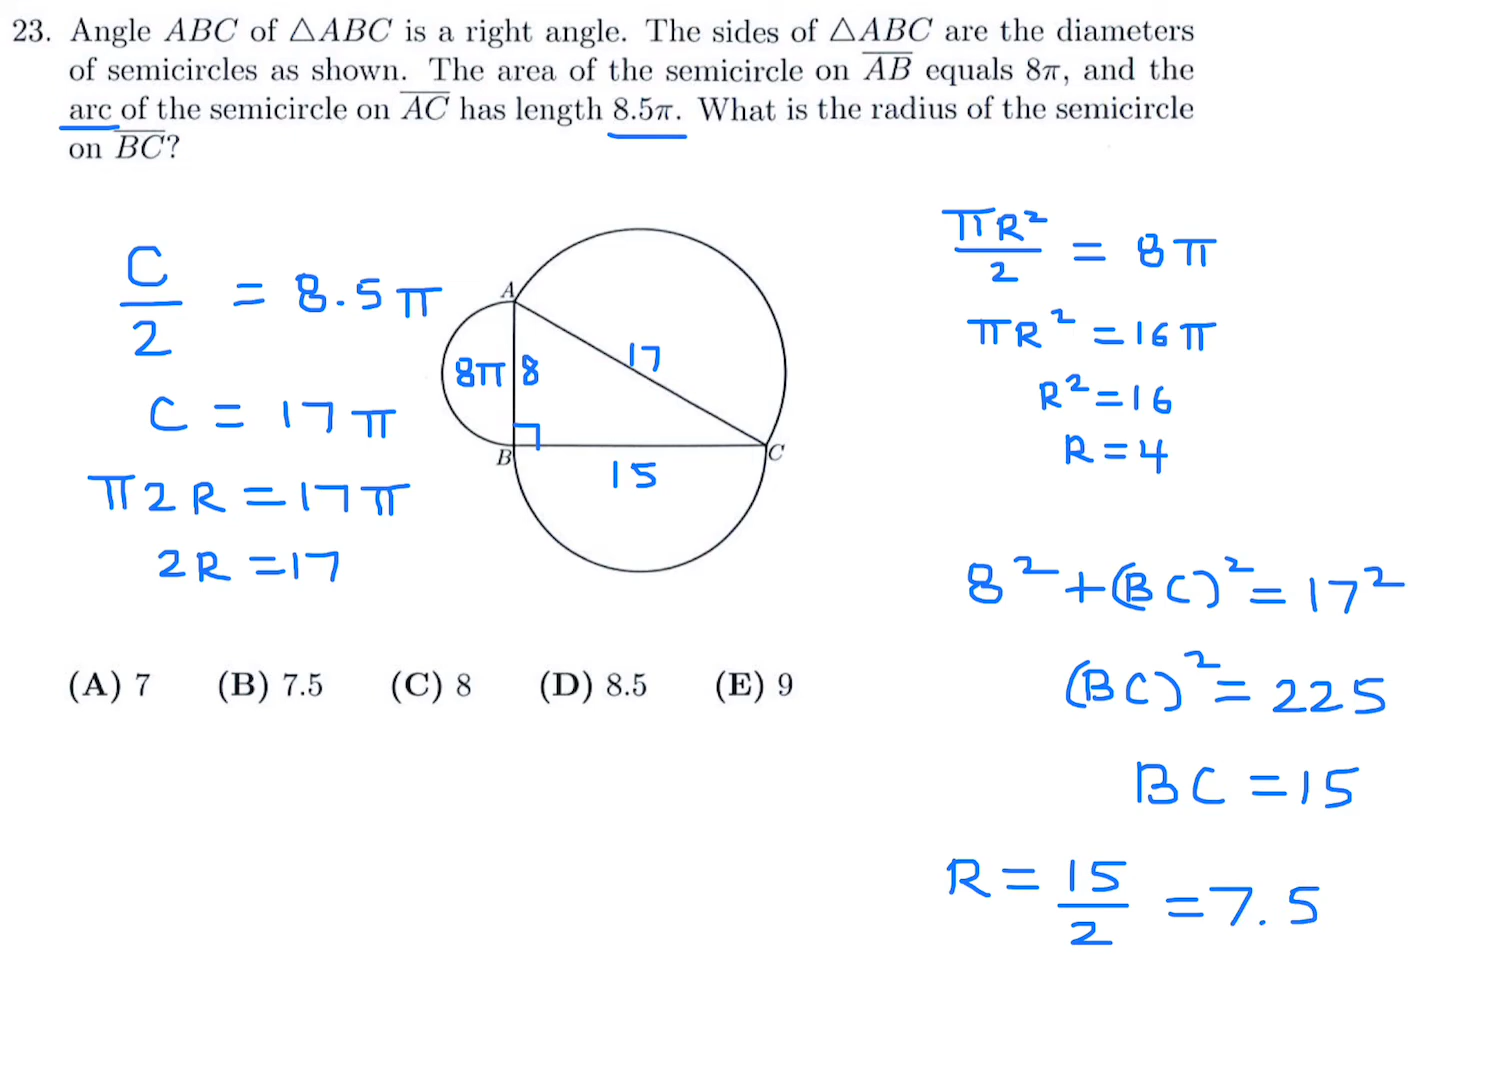 23. Angle ABC of △ABC is a right angle. The sides of △ABC are the diameters
of semicircles as shown. The area of the semicircle on AB equals 8π, and the
arc of the semicircle on AC has length 8.5π. What is the radius of the semicircle
on BC?
C/2 = 8.5π
C = 17π
π2R = 17π
2R = 17
A
8π
8
17
B
C
15
πR²/2 = 8π
πR² = 16π
R² = 16
R = 4
8² + (BC)² = 17²
(BC)² = 225
BC = 15
R = 15/2 = 7.5
(A) 7 (B) 7.5 (C) 8 (D) 8.5 (E) 9